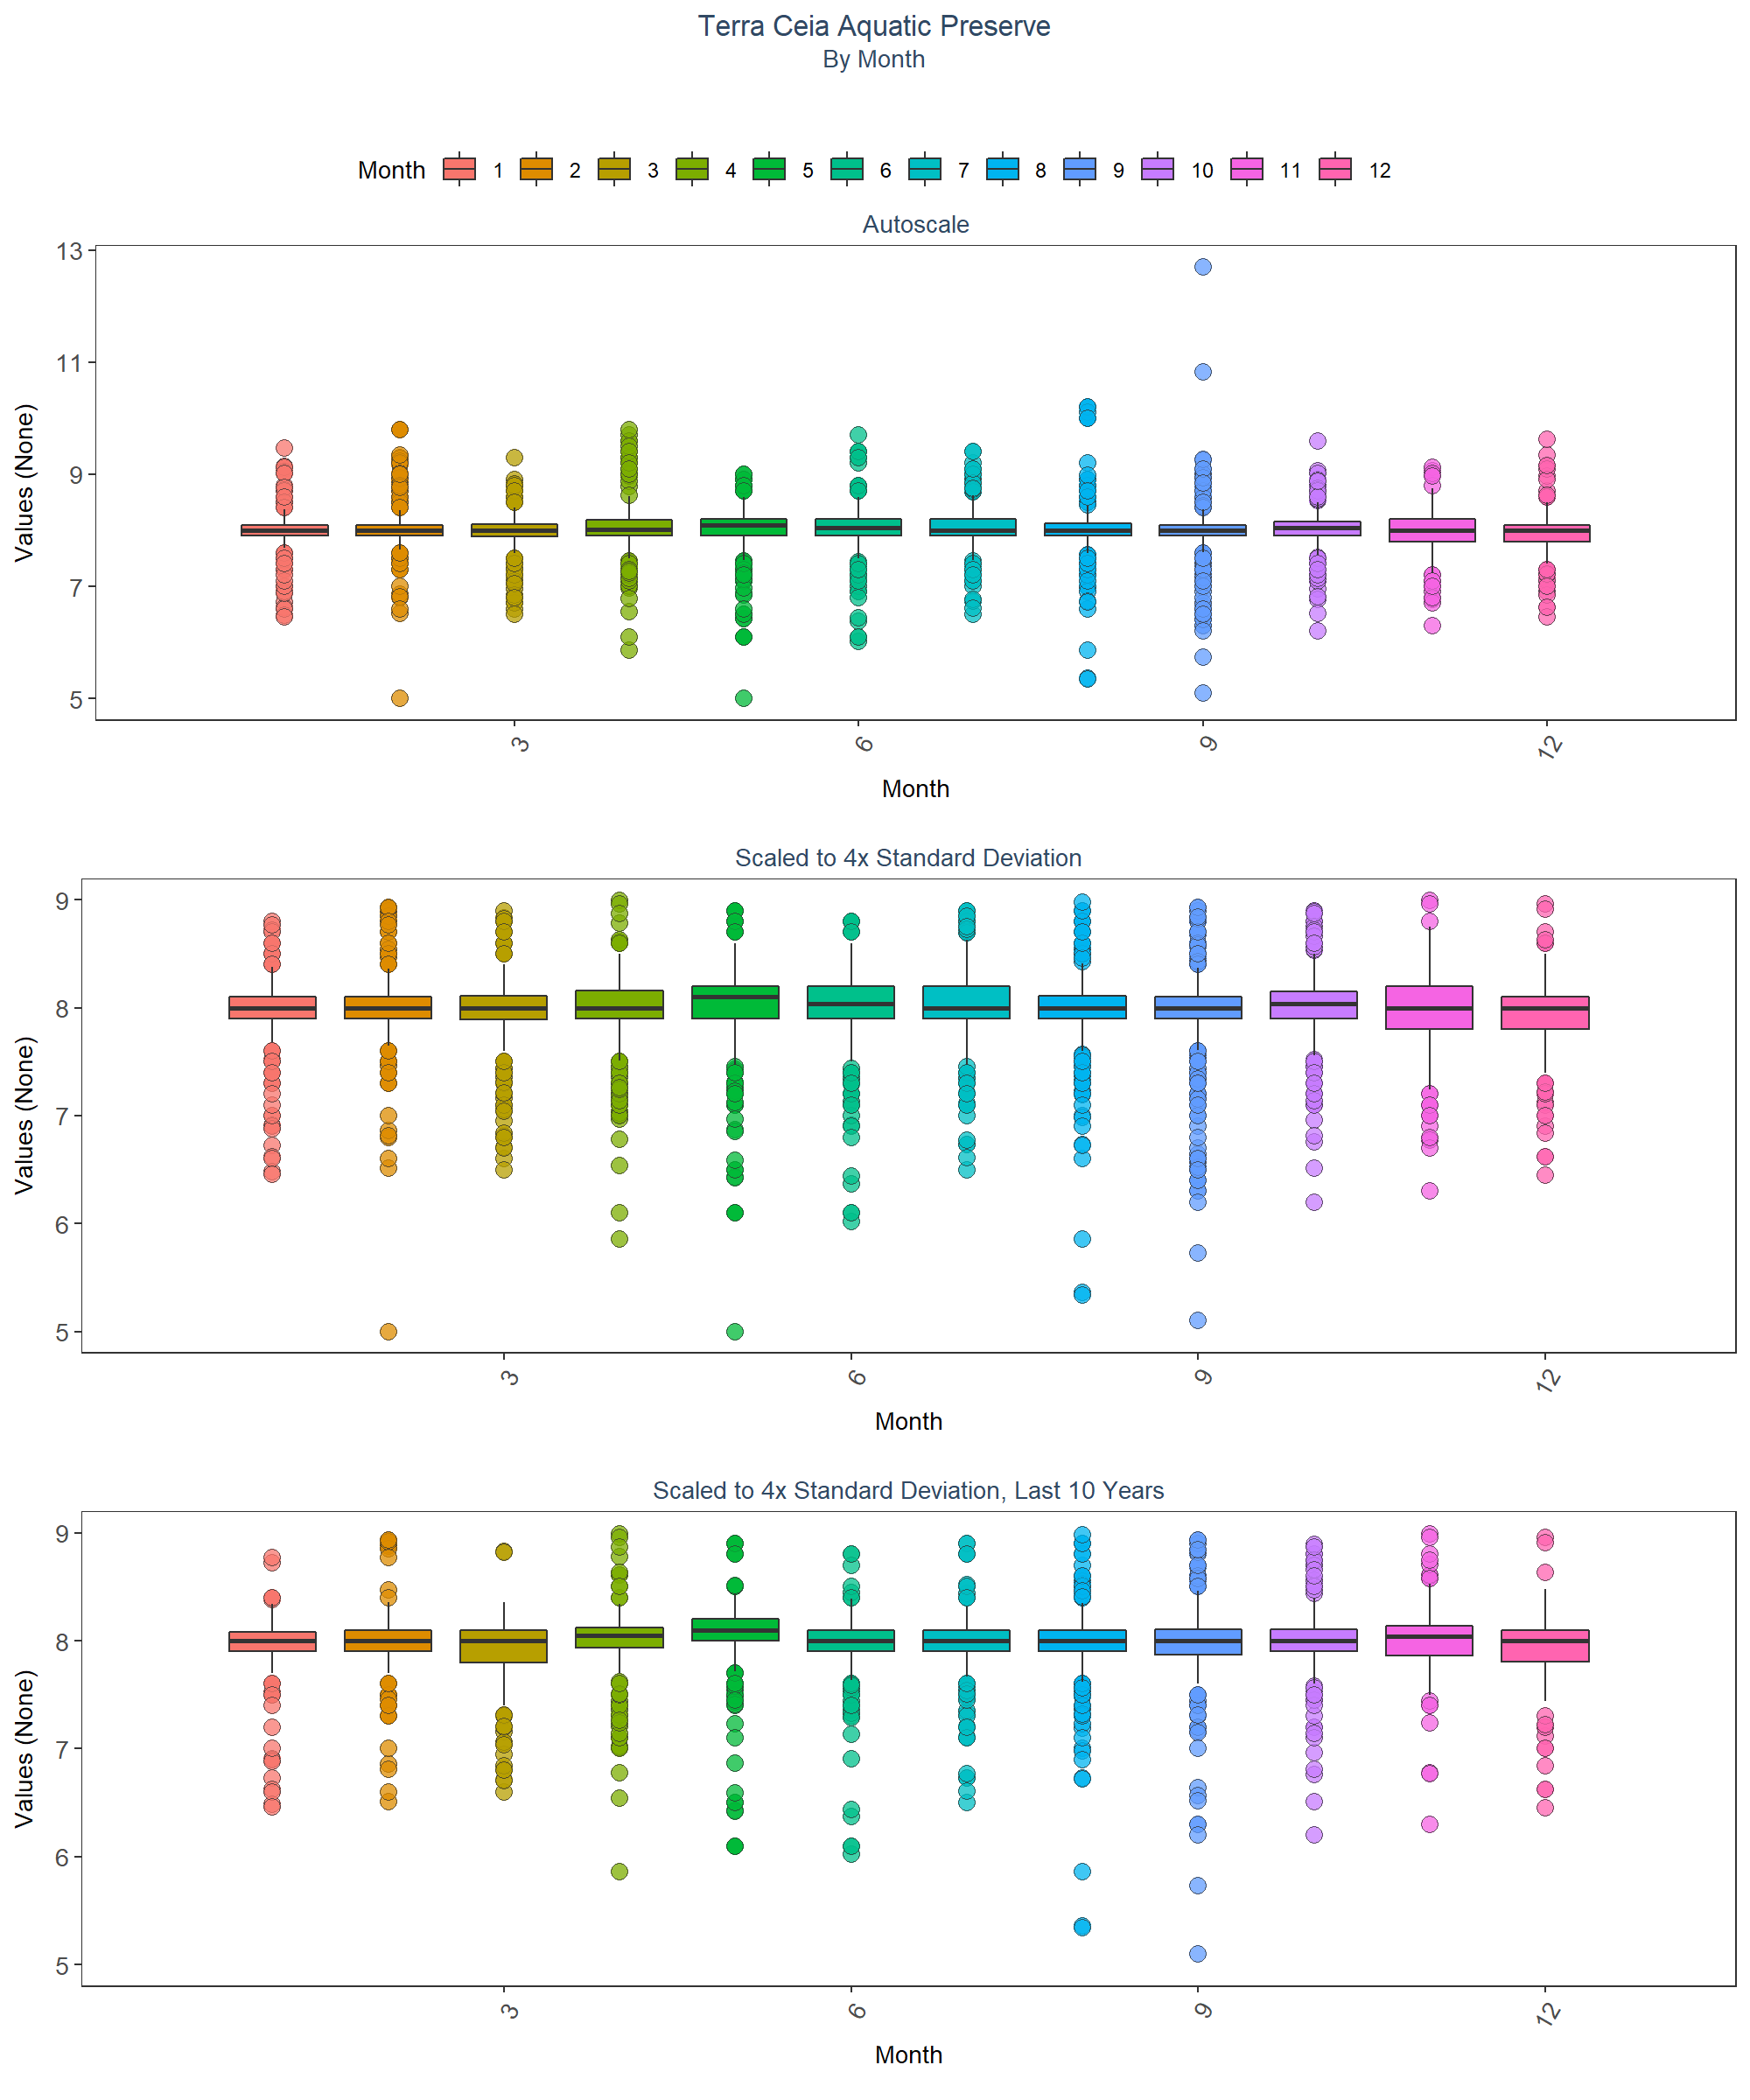 Terra Ceia Aquatic Preserve
By Month
Month 1 2 3 4 5 6 7 8 9 10 11 12
Autoscale
13
11
9
7
5
Values (None)
3 6 9 12
Month
Scaled to 4x Standard Deviation
9
8
7
6
5
Values (None)
3 6 9 12
Month
Scaled to 4x Standard Deviation, Last 10 Years
9
8
7
6
5
Values (None)
3 6 9 12
Month